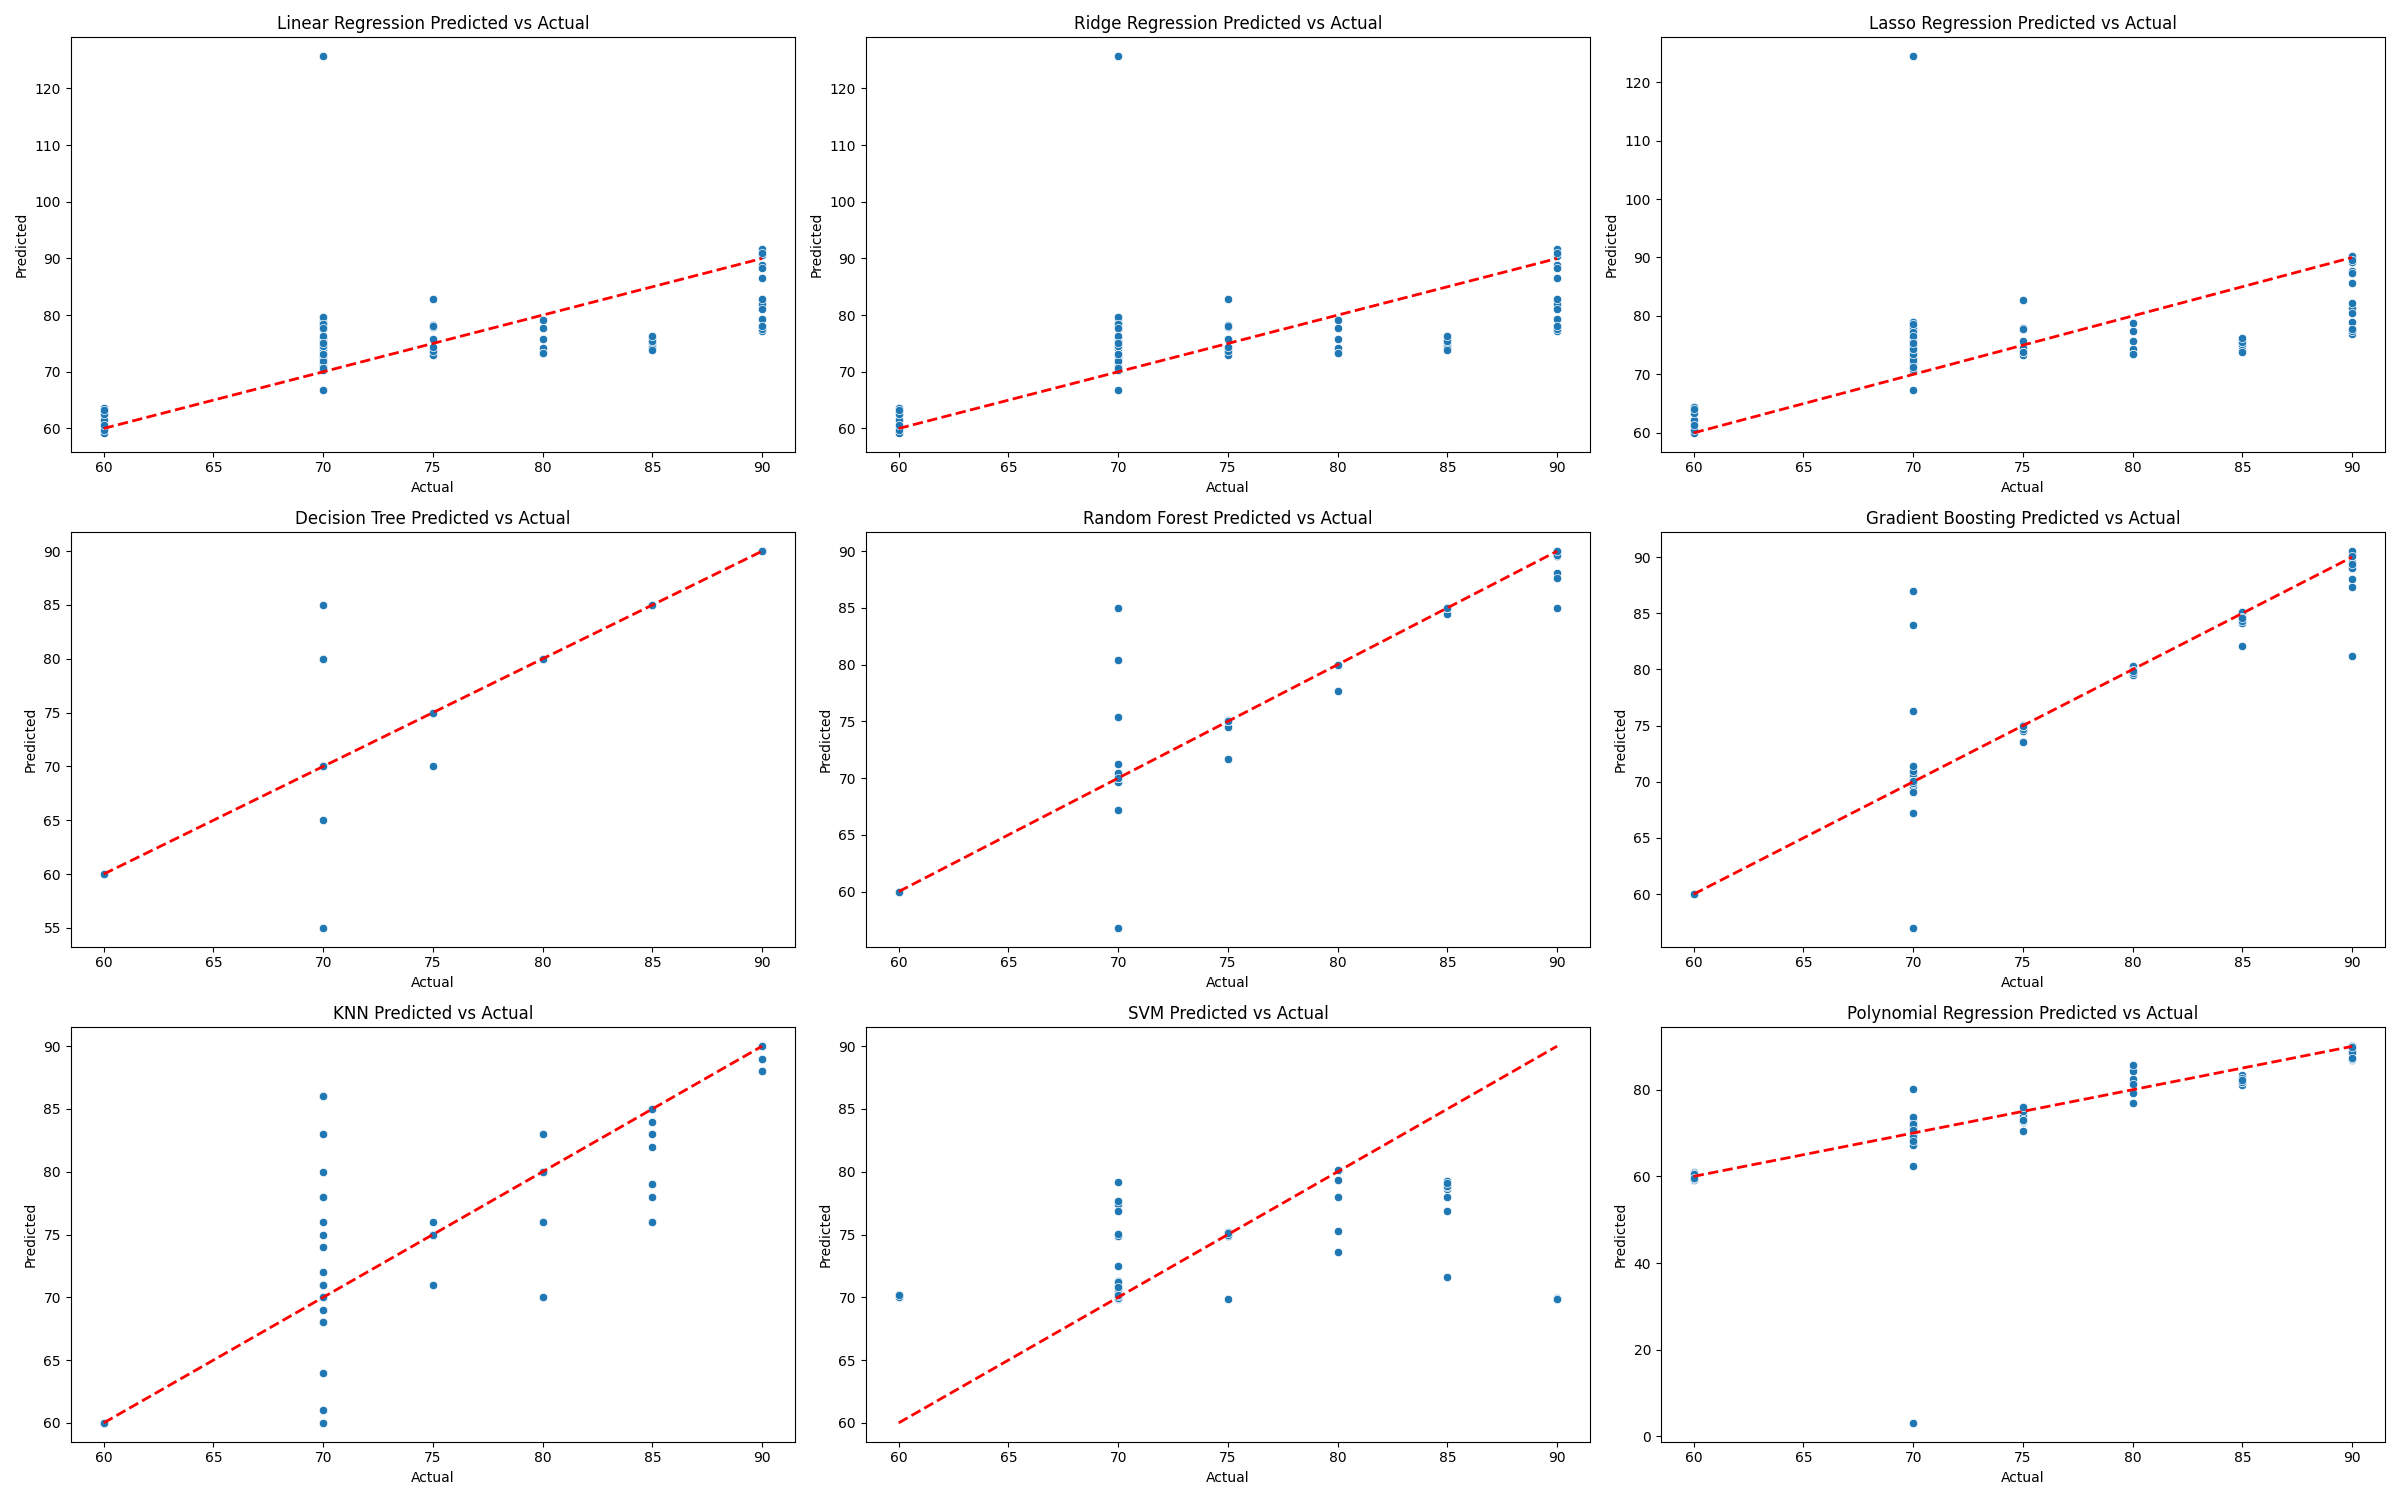 Linear Regression Predicted vs Actual
Predicted
120
110
100
90
80
70
60
60 65 70 75 80 85 90
Actual
Ridge Regression Predicted vs Actual
Predicted
120
110
100
90
80
70
60
60 65 70 75 80 85 90
Actual
Lasso Regression Predicted vs Actual
Predicted
120
110
100
90
80
70
60
60 65 70 75 80 85 90
Actual
Decision Tree Predicted vs Actual
Predicted
90
85
80
75
70
65
60
55
60 65 70 75 80 85 90
Actual
Random Forest Predicted vs Actual
Predicted
90
85
80
75
70
65
60
60 65 70 75 80 85 90
Actual
Gradient Boosting Predicted vs Actual
Predicted
90
85
80
75
70
65
60
60 65 70 75 80 85 90
Actual
KNN Predicted vs Actual
Predicted
90
85
80
75
70
65
60
60 65 70 75 80 85 90
Actual
SVM Predicted vs Actual
Predicted
90
85
80
75
70
65
60
60 65 70 75 80 85 90
Actual
Polynomial Regression Predicted vs Actual
Predicted
80
60
40
20
0
60 65 70 75 80 85 90
Actual